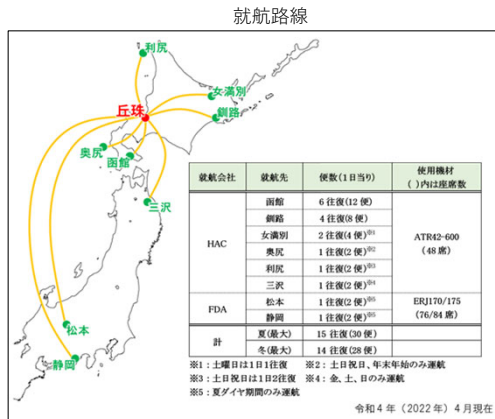 就航路線
利尻
女満別
丘珠
釧路
奥尻
函館
三沢
松本
静岡
就航会社 就航先 便数(1日当り) 使用機材 ( )内は座席数
HAC 函館 6往復(12便) ATR42-600 (48席)
釧路 4往復(8便)
女満別 2往復(4便)※1
奥尻 1往復(2便)※2
利尻 1往復(2便)※3
三沢 1往復(2便)※4
FDA 松本 1往復(2便)※5 ERJ170/175 (76/84席)
静岡 1往復(2便)※5
計 夏(最大) 15往復(30便)
冬(最大) 14往復(28便)
※1：土曜日は1日1往復 ※2：土日祝日、年末年始のみ運航
※3：土日祝日は1日2往復 ※4：金、土、日のみ運航
※5：夏ダイヤ期間のみ運航
令和4年（2022年）4月現在